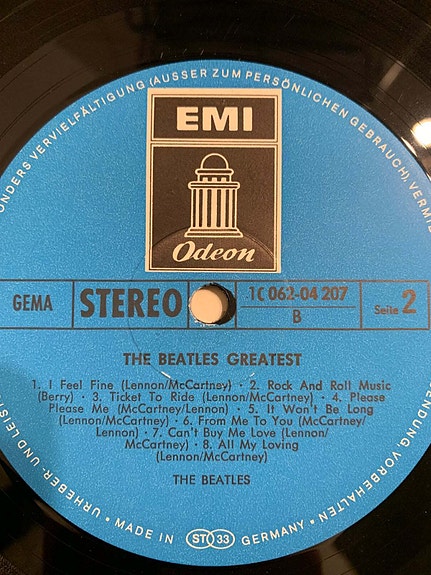 ONDERS VERVIELFÄLTIGUNG (AUSSER ZUM PERSÖNLICHEN GEBRAUCH), VERMIE
EMI
Odeon
GEMA
STEREO
1C 062-04 207
B
Seite 2
THE BEATLES GREATEST
1. I Feel Fine (Lennon/McCartney) · 2. Rock And Roll Music
(Berry) · 3. Ticket To Ride (Lennon/McCartney) · 4. Please
Please Me (McCartney/Lennon) · 5. It Won't Be Long
(Lennon/McCartney) · 6. From Me To You (McCartney/
Lennon) · 7. Can't Buy Me Love (Lennon/
McCartney) · 8. All My Loving
(Lennon/McCartney)
THE BEATLES
URHEBER- UND LEIST
• MADE IN ST 33 GERMANY •
ENDUNG VORBEHALTEN